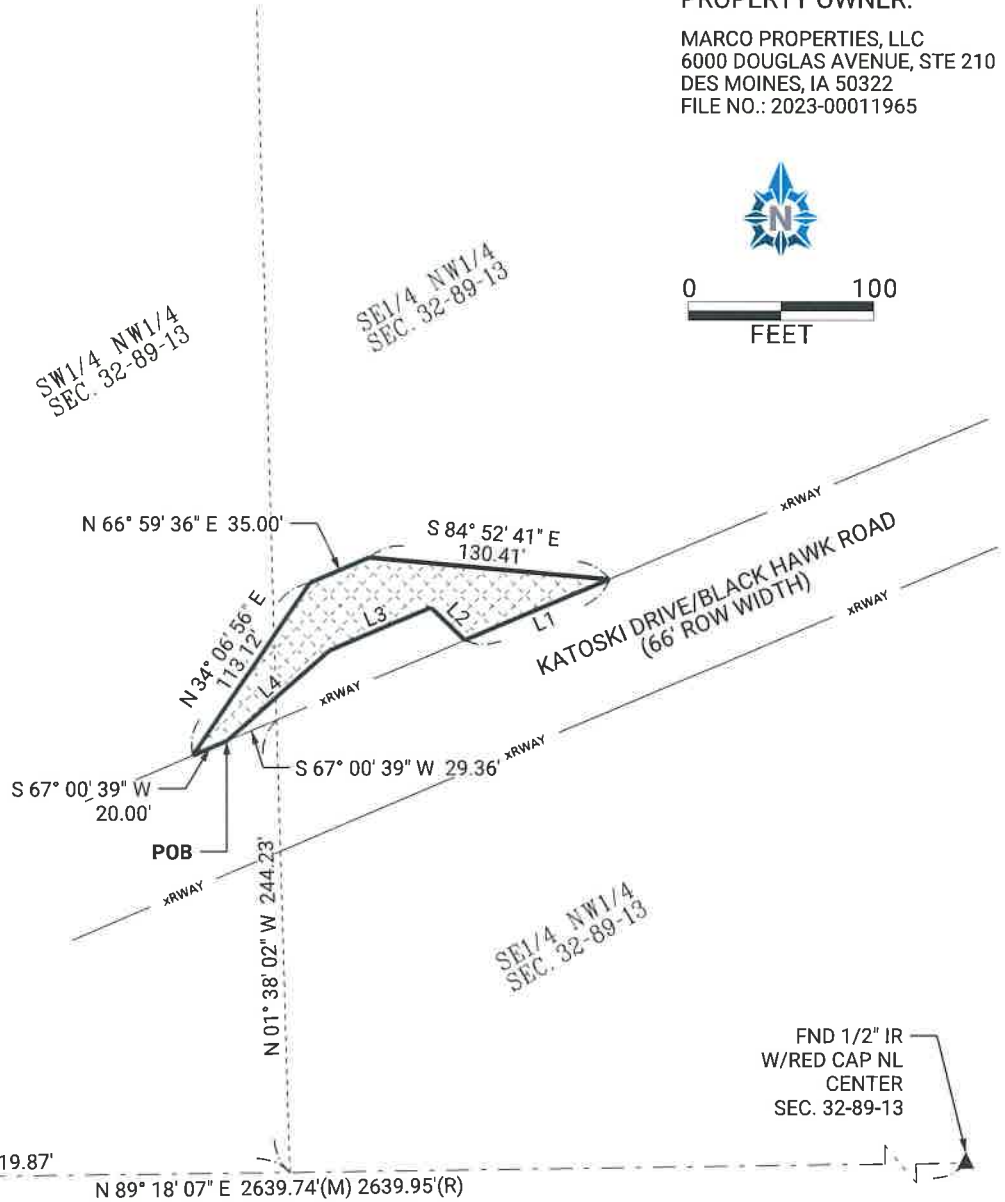 PROPERTY OWNER:
MARCO PROPERTIES, LLC
6000 DOUGLAS AVENUE, STE 210
DES MOINES, IA 50322
FILE NO.: 2023-00011965
N
0 100
FEET
SW1/4 NW1/4
SEC. 32-89-13
SE1/4 NW1/4
SEC. 32-89-13
N 66° 59' 36" E 35.00'
S 84° 52' 41" E
130.41'
xRWAY
KATOSKI DRIVE/BLACK HAWK ROAD
(66' ROW WIDTH)
xRWAY
N 34° 06' 56" E
113.12'
L3
L2
L1
L4
xRWAY
xRWAY
S 67° 00' 39" W 29.36'
S 67° 00' 39" W
20.00'
POB
xRWAY
N 01° 38' 02" W 244.23'
SE1/4 NW1/4
SEC. 32-89-13
FND 1/2" IR
W/RED CAP NL
CENTER
SEC. 32-89-13
19.87'
N 89° 18' 07" E 2639.74'(M) 2639.95'(R)